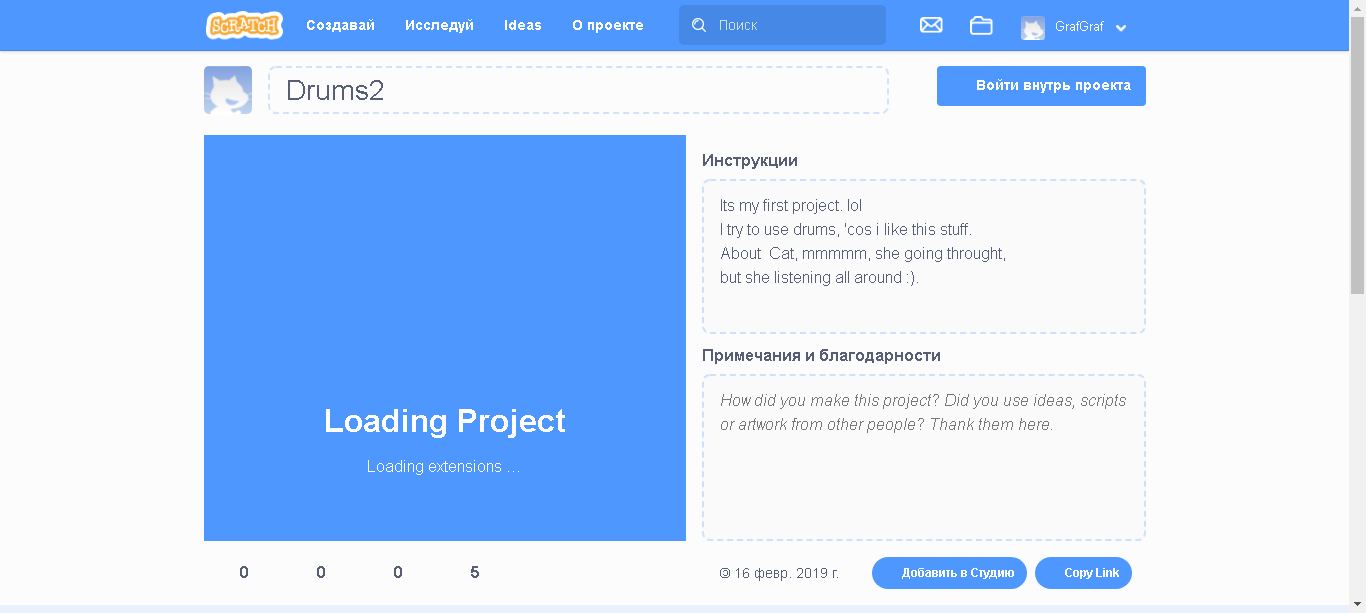 SCRATCH Создавай Исследуй Ideas О проекте Поиск GrafGraf
Drums2
Войти внутрь проекта
Инструкции
Its my first project. lol
I try to use drums, 'cos i like this stuff.
About  Cat, mmmmm, she going throught,
but she listening all around :).
Loading Project
Loading extensions …
Примечания и благодарности
How did you make this project? Did you use ideas, scripts
or artwork from other people? Thank them here.
0 0 0 5
© 16 февр. 2019 г. Добавить в Студию Copy Link